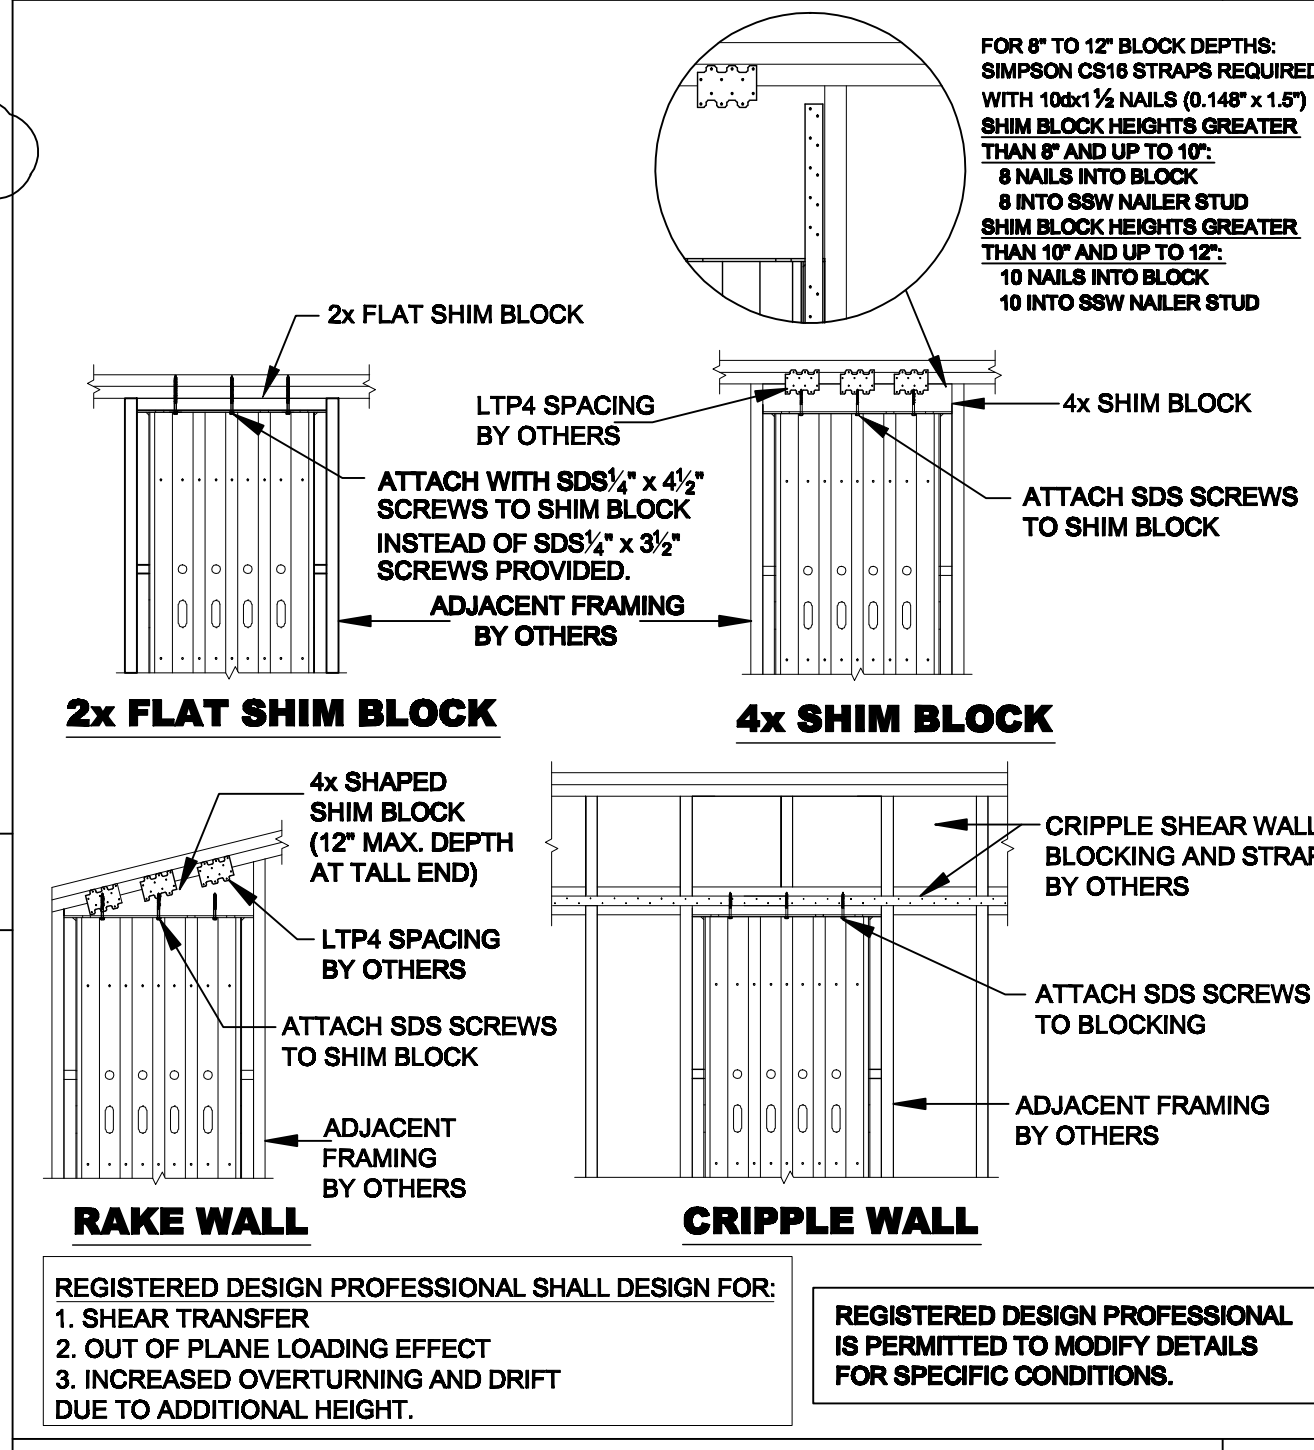 FOR 8" TO 12" BLOCK DEPTHS:
SIMPSON CS16 STRAPS REQUIRED
WITH 10dx1 ½ NAILS (0.148" x 1.5")
SHIM BLOCK HEIGHTS GREATER
THAN 8" AND UP TO 10":
8 NAILS INTO BLOCK
8 INTO SSW NAILER STUD
SHIM BLOCK HEIGHTS GREATER
THAN 10" AND UP TO 12":
10 NAILS INTO BLOCK
10 INTO SSW NAILER STUD
2x FLAT SHIM BLOCK
LTP4 SPACING
BY OTHERS
4x SHIM BLOCK
ATTACH WITH SDS¼" x 4½"
SCREWS TO SHIM BLOCK
INSTEAD OF SDS¼" x 3½"
SCREWS PROVIDED.
ATTACH SDS SCREWS
TO SHIM BLOCK
ADJACENT FRAMING
BY OTHERS
2x FLAT SHIM BLOCK
4x SHIM BLOCK
4x SHAPED
SHIM BLOCK
(12" MAX. DEPTH
AT TALL END)
LTP4 SPACING
BY OTHERS
ATTACH SDS SCREWS
TO SHIM BLOCK
ADJACENT
FRAMING
BY OTHERS
RAKE WALL
CRIPPLE SHEAR WALL
BLOCKING AND STRAP
BY OTHERS
ATTACH SDS SCREWS
TO BLOCKING
ADJACENT FRAMING
BY OTHERS
CRIPPLE WALL
REGISTERED DESIGN PROFESSIONAL SHALL DESIGN FOR:
1. SHEAR TRANSFER
2. OUT OF PLANE LOADING EFFECT
3. INCREASED OVERTURNING AND DRIFT
DUE TO ADDITIONAL HEIGHT.
REGISTERED DESIGN PROFESSIONAL
IS PERMITTED TO MODIFY DETAILS
FOR SPECIFIC CONDITIONS.